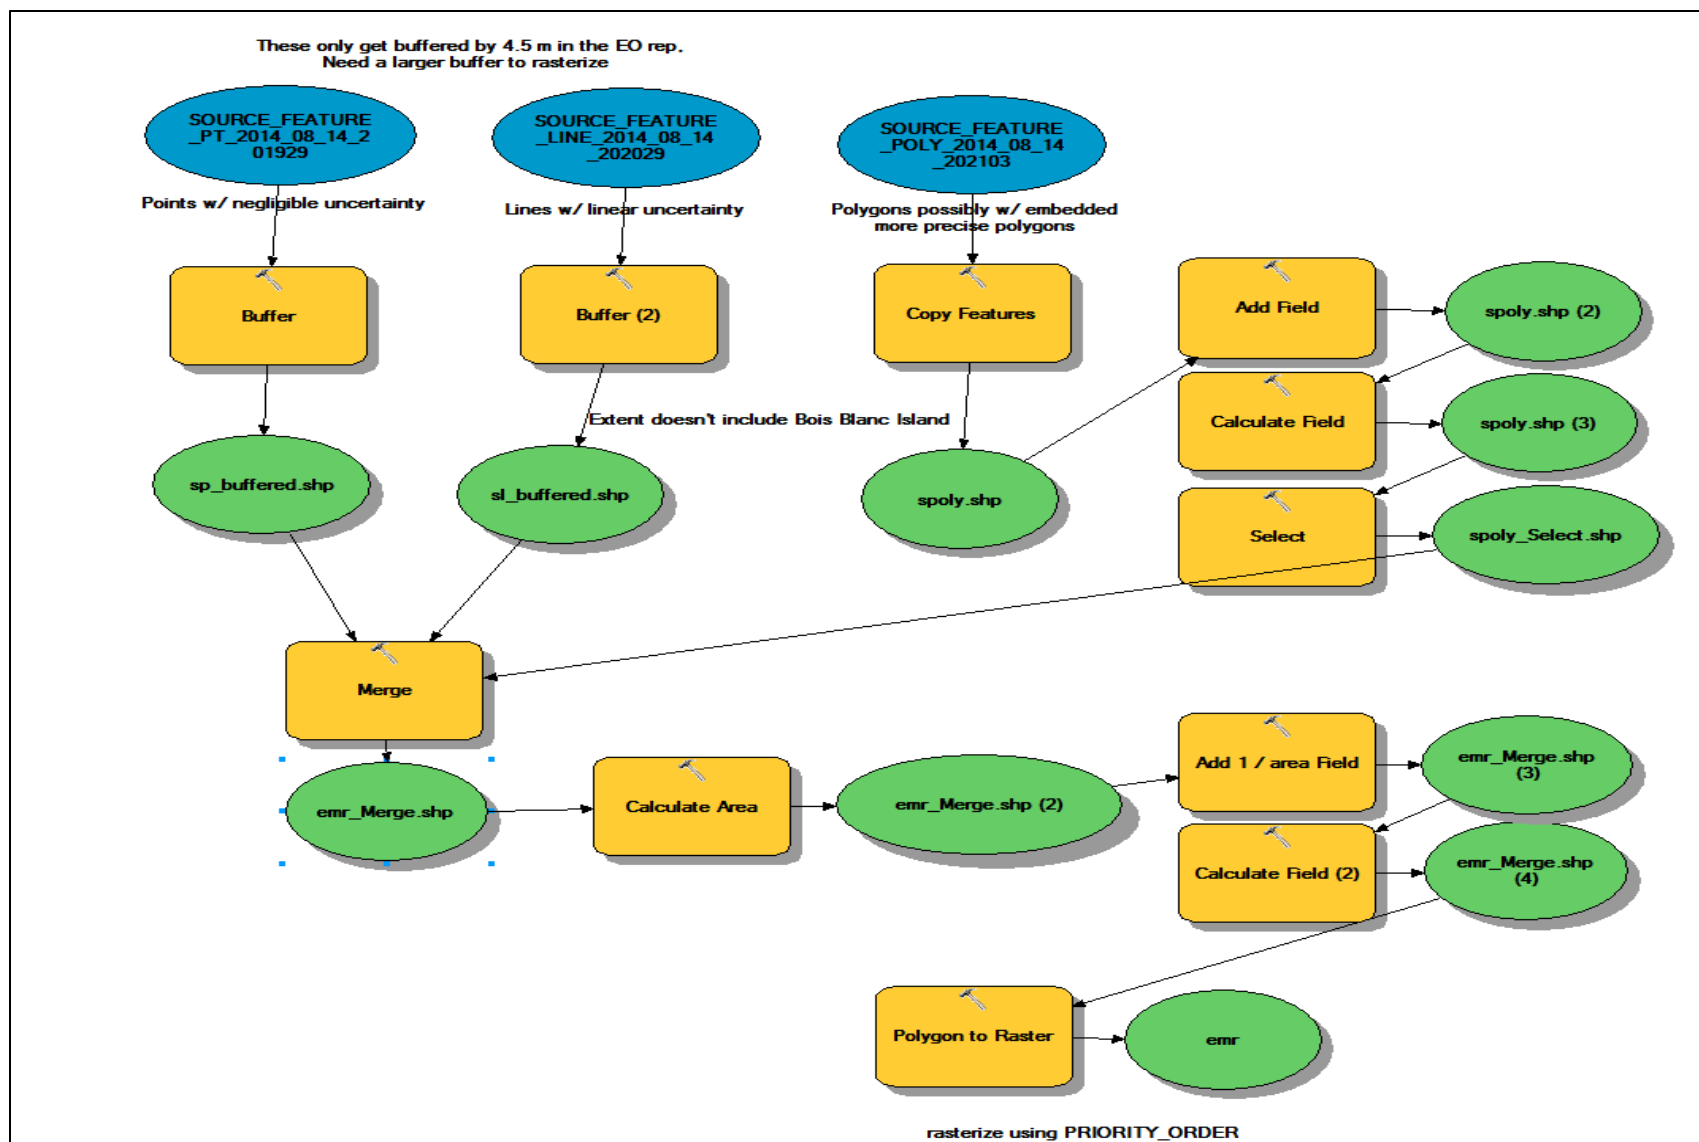 These only get buffered by 4.5 m in the EO rep.
Need a larger buffer to rasterize
SOURCE_FEATURE
_PT_2014_08_14_2
01929
SOURCE_FEATURE
_LINE_2014_08_14
_202029
SOURCE_FEATURE
_POLY_2014_08_14
_202103
Points w/ negligible uncertainty
Lines w/ linear uncertainty
Polygons possibly w/ embedded
more precise polygons
Buffer
Buffer (2)
Copy Features
Add Field
spoly.shp (2)
Calculate Field
spoly.shp (3)
Extent doesn't include Bois Blanc Island
sp_buffered.shp
sl_buffered.shp
spoly.shp
Select
spoly_Select.shp
Merge
emr_Merge.shp
Calculate Area
emr_Merge.shp (2)
Add 1 / area Field
emr_Merge.shp
(3)
Calculate Field (2)
emr_Merge.shp
(4)
Polygon to Raster
emr
rasterize using PRIORITY_ORDER